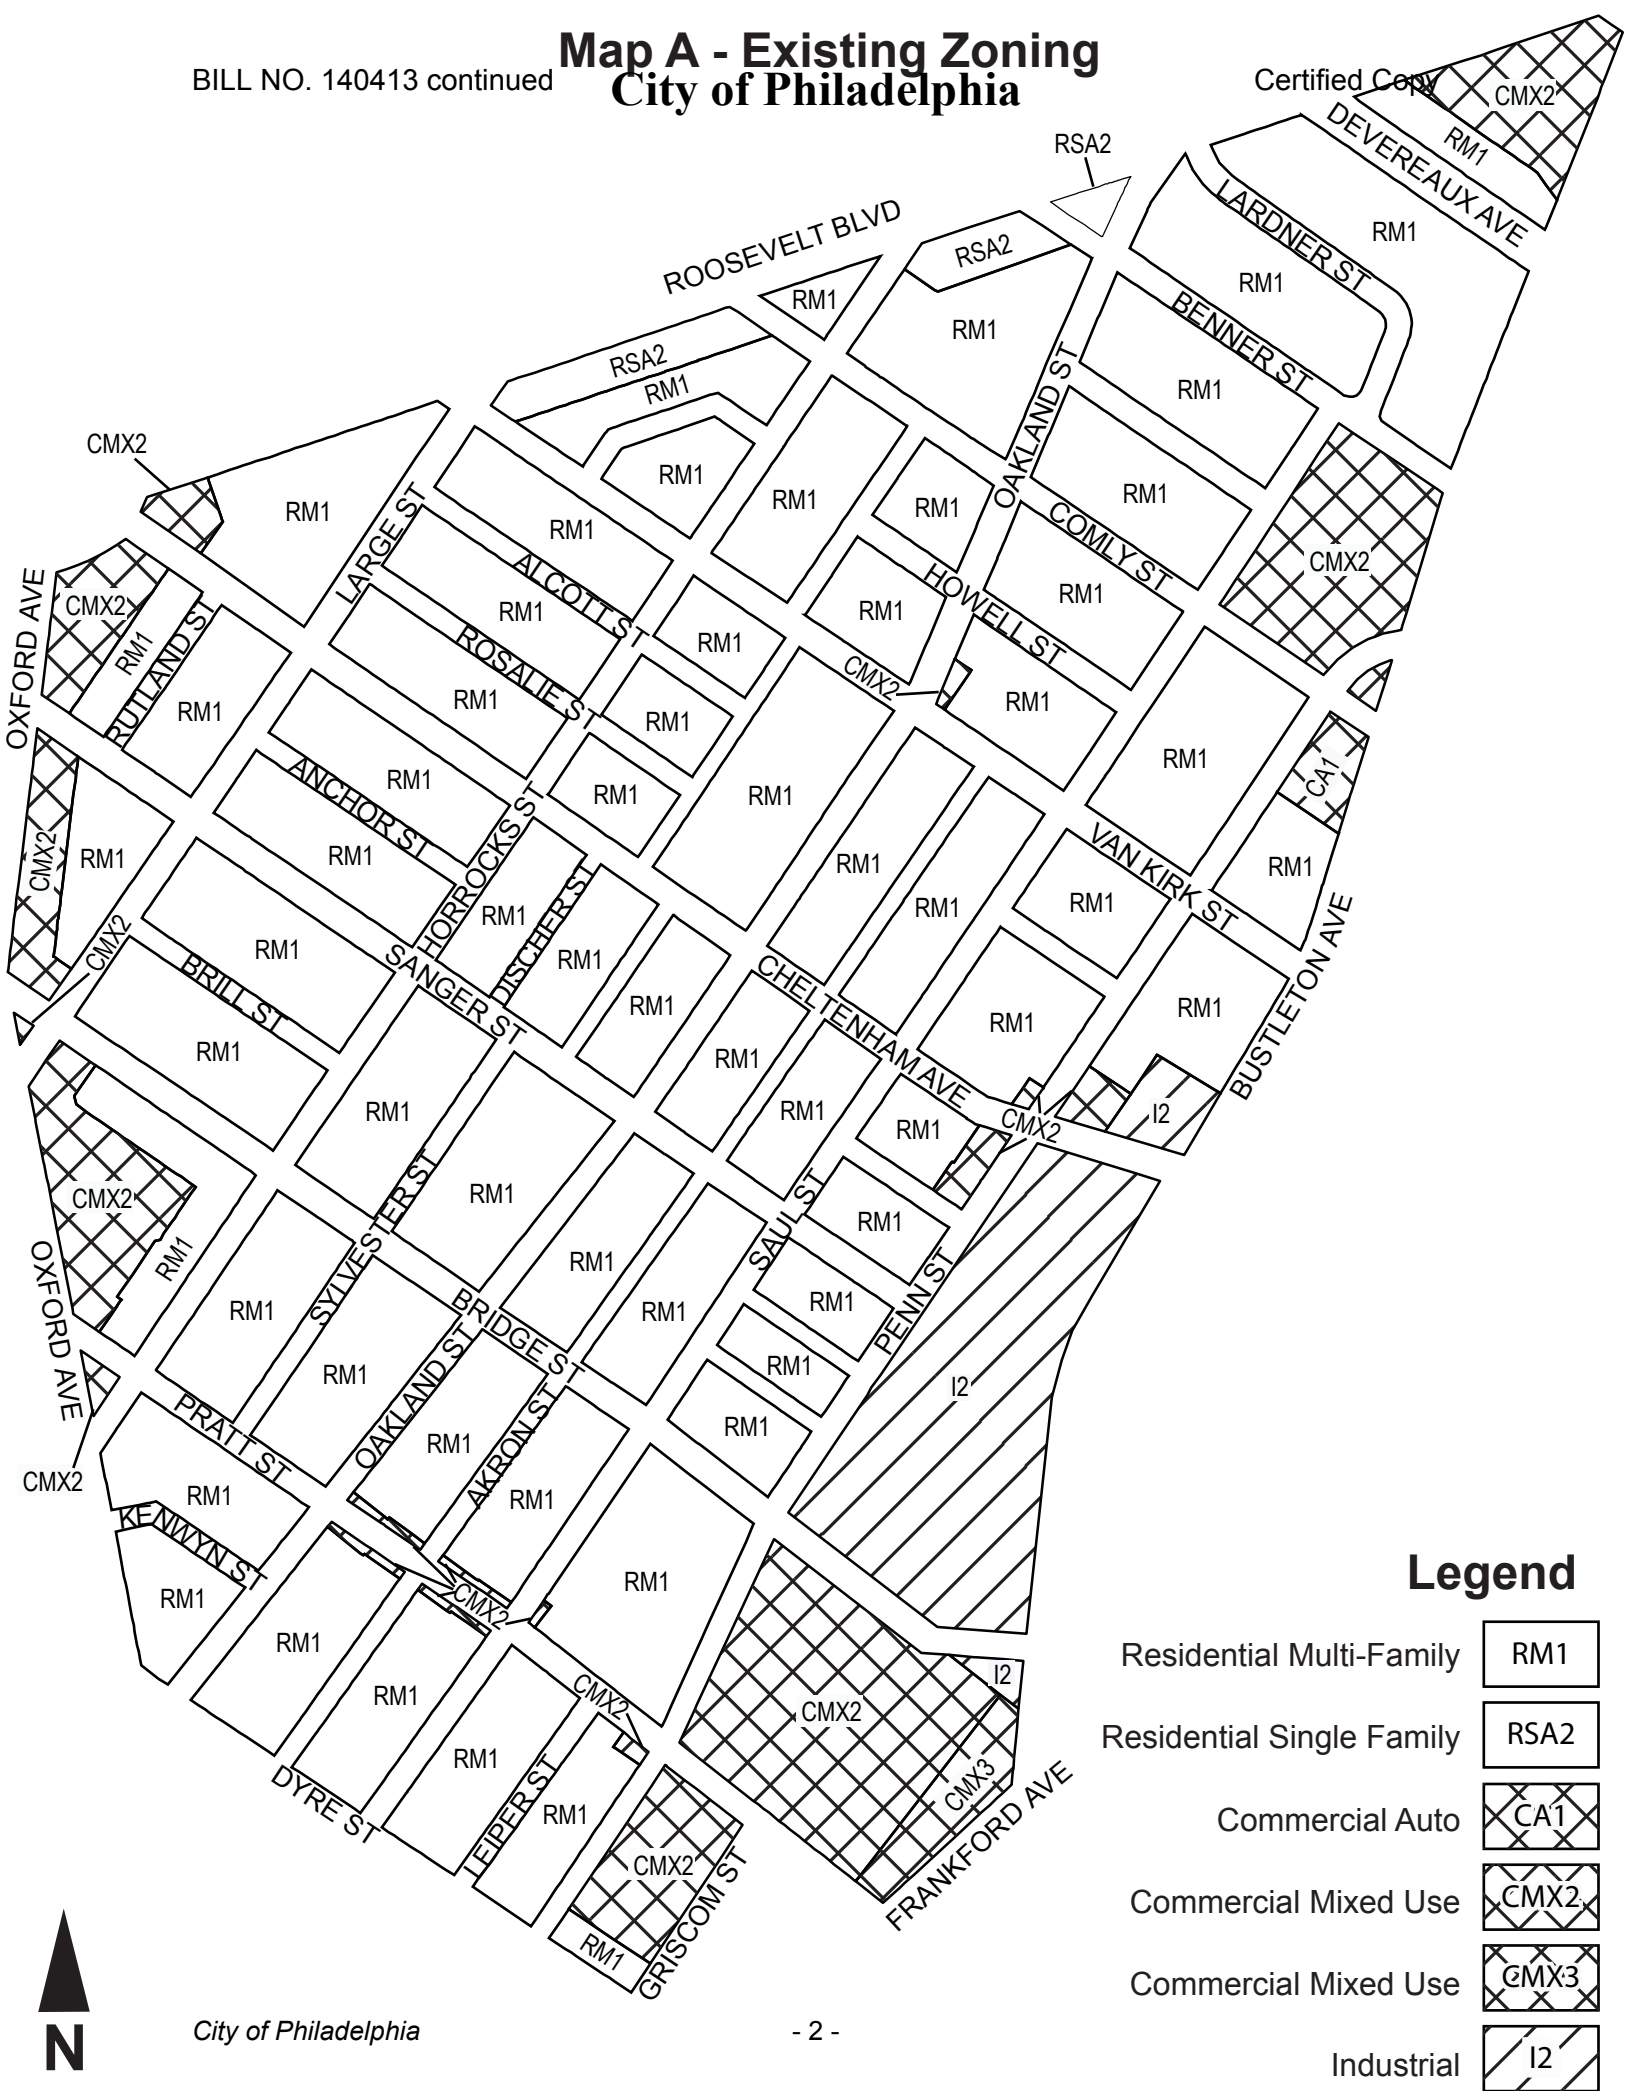 Map A - Existing Zoning
BILL NO. 140413 continued
City of Philadelphia
Certified Copy
CMX2
RM1
DEVEREAUX AVE
RSA2
LARDNER ST
RM1
ROOSEVELT BLVD
RSA2
RM1
RM1
BENNER ST
RM1
RSA2
RM1
OAKLAND ST
RM1
CMX2
RM1
RM1
RM1
RM1
RM1
COMLY ST
CMX2
LARGE ST
RM1
ALCOTT ST
HOWELL ST
RM1
OXFORD AVE
CMX2
RM1
RUTLAND ST
RM1
ROSALIE ST
RM1
RM1
CMX2
RM1
RM1
RM1
RM1
RM1
CA1
ANCHOR ST
RM1
HORROCKS ST
RM1
RM1
VAN KIRK ST
CMX2
RM1
RM1
RM1
RM1
RM1
RM1
CMX2
RM1
DISCHER ST
RM1
RM1
BUSTLETON AVE
BRILL ST
SANGER ST
RM1
CHELTENHAM AVE
RM1
RM1
RM1
RM1
RM1
RM1
RM1
CMX2
I2
CMX2
RM1
SYLVESTER ST
RM1
SAUL ST
RM1
OXFORD AVE
RM1
RM1
RM1
RM1
RM1
PENN ST
BRIDGE ST
RM1
OAKLAND ST
RM1
I2
PRATT ST
AKRON ST
RM1
RM1
CMX2
RM1
RM1
KENWYN ST
RM1
CMX2
RM1
RM1
RM1
CMX2
CMX2
I2
RM1
LEIPER ST
RM1
CMX3
DYRE ST
CMX2
FRANKFORD AVE
GRISCOM ST
RM1
Legend
Residential Multi-Family RM1
Residential Single Family RSA2
Commercial Auto CA1
Commercial Mixed Use CMX2
Commercial Mixed Use CMX3
Industrial I2
N
City of Philadelphia
- 2 -